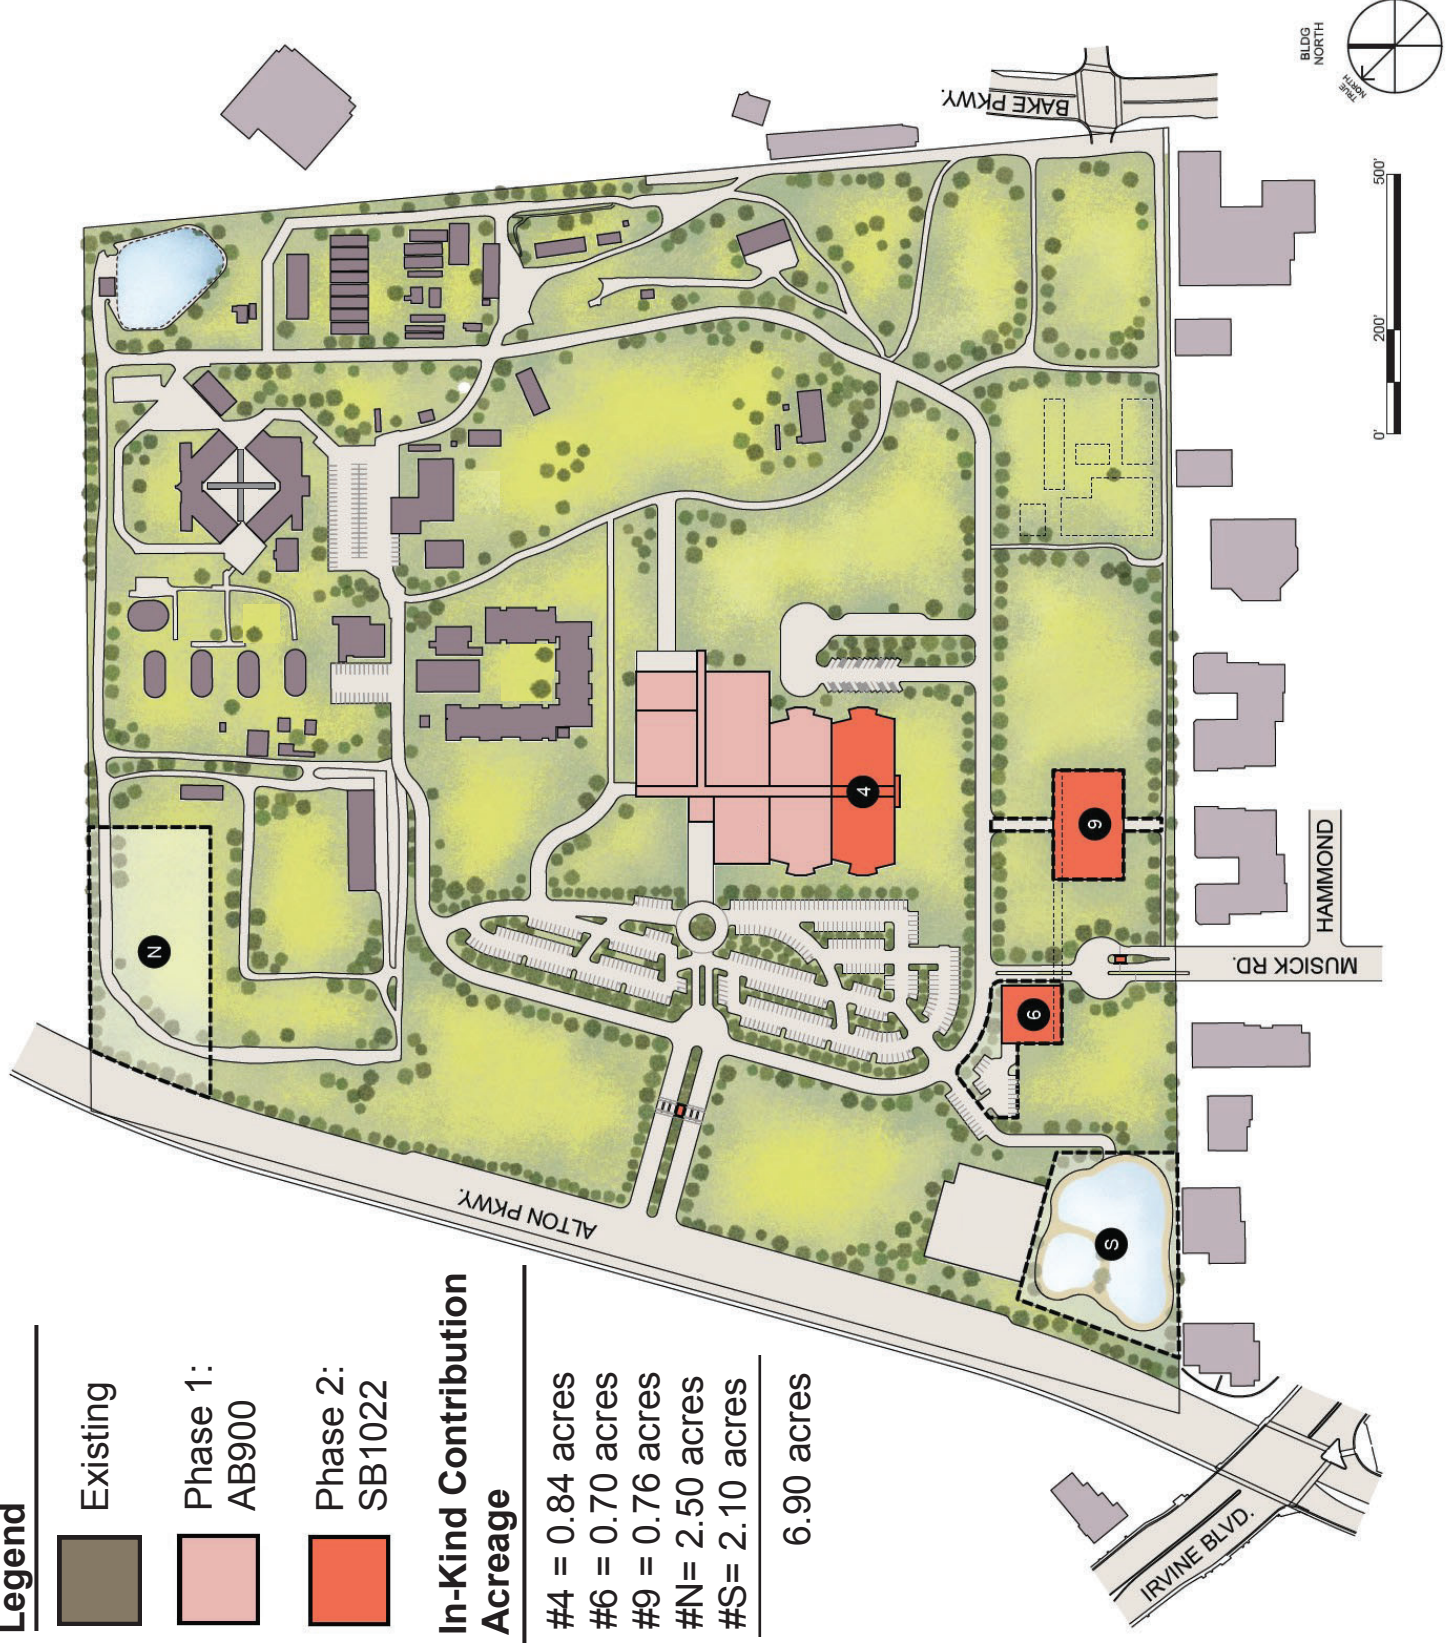 Legend
Existing
Phase 1:
AB900
Phase 2:
SB1022
In-Kind Contribution
Acreage
#4 = 0.84 acres
#6 = 0.70 acres
#9 = 0.76 acres
#N= 2.50 acres
#S= 2.10 acres
6.90 acres
N
4
9
6
S
ALTON PKWY.
IRVINE BLVD.
MUSICK RD.
HAMMOND
BAKE PKWY.
0'
200'
500'
BLDG
NORTH
TRUE
NORTH